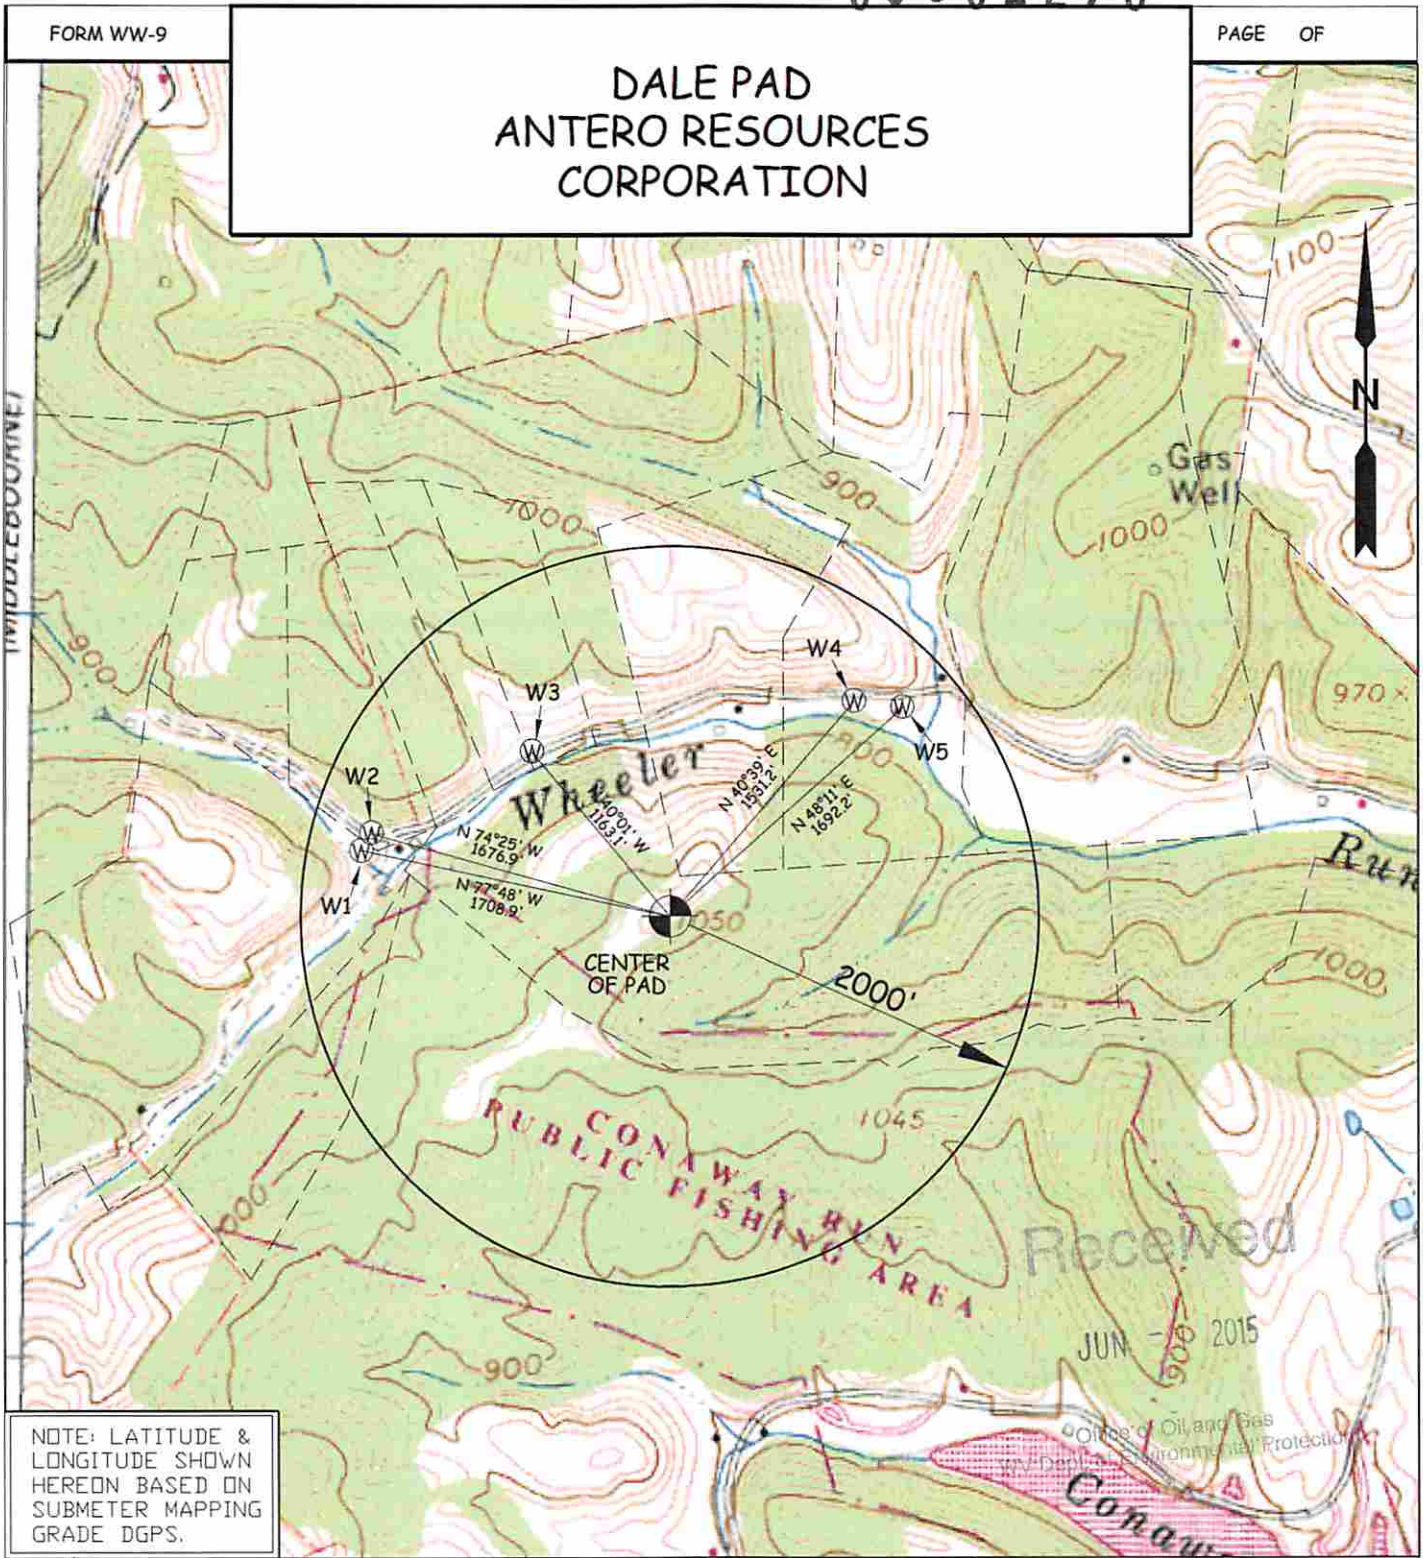 FORM WW-9
PAGE OF
DALE PAD
ANTERO RESOURCES
CORPORATION
1100
N
Gas
Well
900
1000
1000
900
970
W4
W3
W5
800
W2
Wheeler
N 40°39' E
1531.2'
N 48°11' E
1692.2'
40°01' W
1163.1'
N 74°25' W
1676.9'
N 77°48' W
1708.9'
W1
W
W
W
W
W
Run
1050
CENTER
OF PAD
2000'
1000
1045
CONAWAY RUN
PUBLIC FISHING AREA
Received
JUN - 2015
900
900
Office of Oil and Gas
WV Dept. of Environmental Protection
NOTE: LATITUDE &
LONGITUDE SHOWN
HEREON BASED ON
SUBMETER MAPPING
GRADE DGPS.